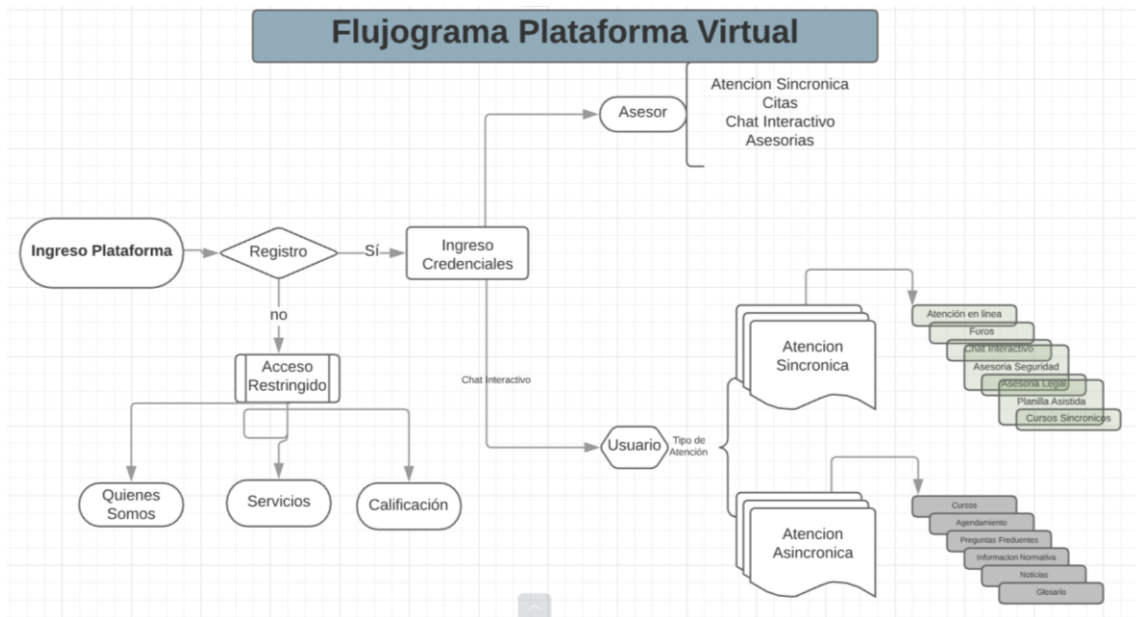 Flujograma Plataforma Virtual
Atencion Sincronica
Citas
Chat Interactivo
Asesorias
Asesor
Ingreso Plataforma
Registro
Sí
Ingreso
Credenciales
no
Acceso
Restringido
Quienes
Somos
Servicios
Calificación
Chat Interactivo
Usuario
Tipo de
Atención
Atencion
Sincronica
Atención en línea
Foros
Chat Interactivo
Asesoria Seguridad
Asesoria Legal
Planilla Asistida
Cursos Sincronicos
Atencion
Asincronica
Cursos
Agendamiento
Preguntas Freduentes
Informacion Normativa
Noticias
Glosario